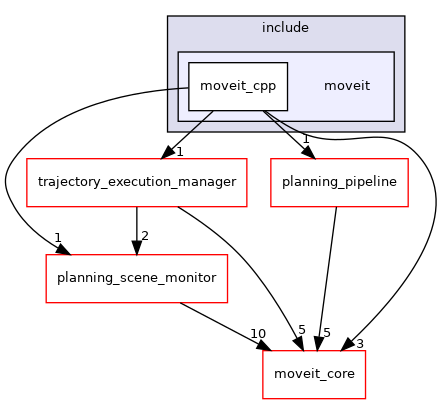 include
moveit_cpp
moveit
1
1
trajectory_execution_manager
planning_pipeline
1
2
planning_scene_monitor
10
5
5
3
moveit_core